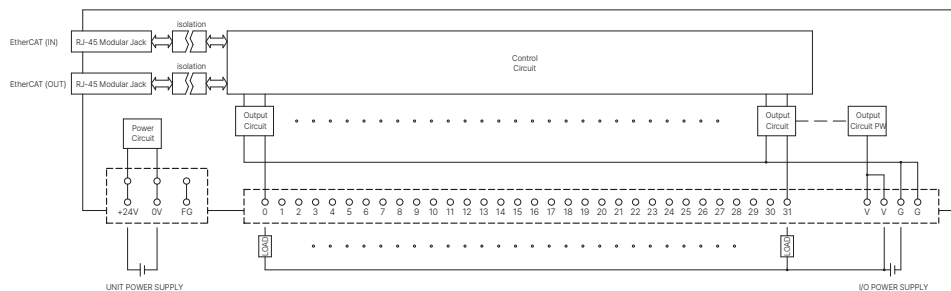 isolation
EtherCAT (IN)
RJ-45 Modular Jack
Control
Circuit
isolation
EtherCAT (OUT)
RJ-45 Modular Jack
Output
Circuit
Output
Circuit
Output
Circuit PW
Power
Circuit
+24V 0V FG
0 1 2 3 4 5 6 7 8 9 10 11 12 13 14 15 16 17 18 19 20 21 22 23 24 25 26 27 28 29 30 31 V V G G
LOAD
LOAD
UNIT POWER SUPPLY
I/O POWER SUPPLY